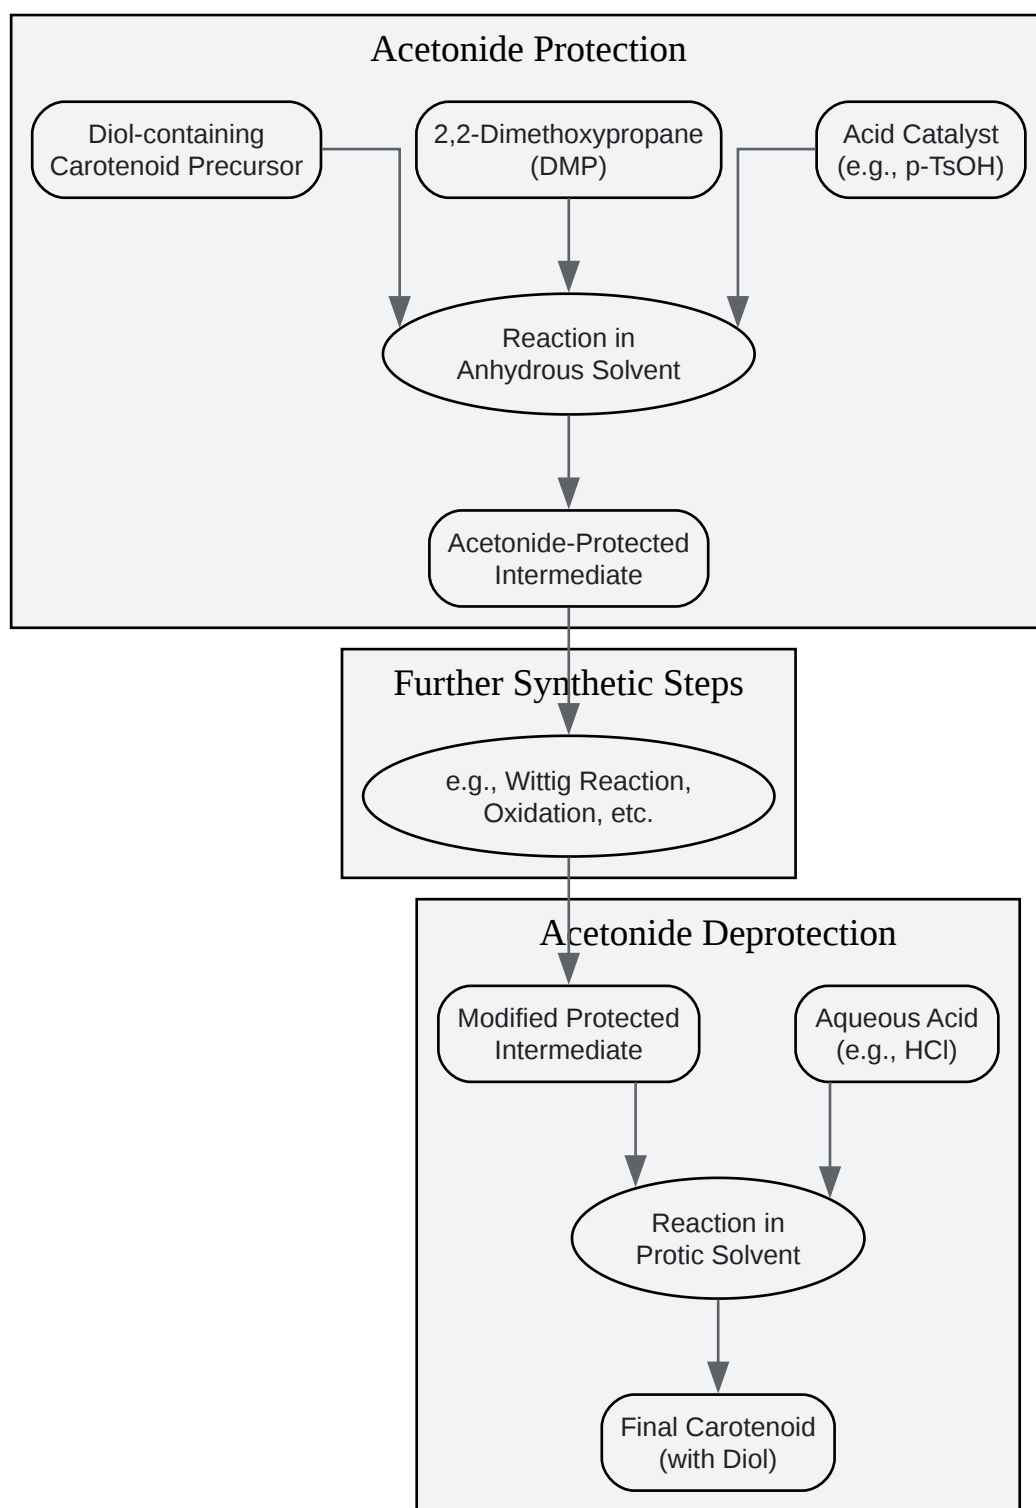 Acetonide Protection
Diol-containing
Carotenoid Precursor
2,2-Dimethoxypropane
(DMP)
Acid Catalyst
(e.g., p-TsOH)
Reaction in
Anhydrous Solvent
Acetonide-Protected
Intermediate
Further Synthetic Steps
e.g., Wittig Reaction,
Oxidation, etc.
Acetonide Deprotection
Modified Protected
Intermediate
Aqueous Acid
(e.g., HCl)
Reaction in
Protic Solvent
Final Carotenoid
(with Diol)